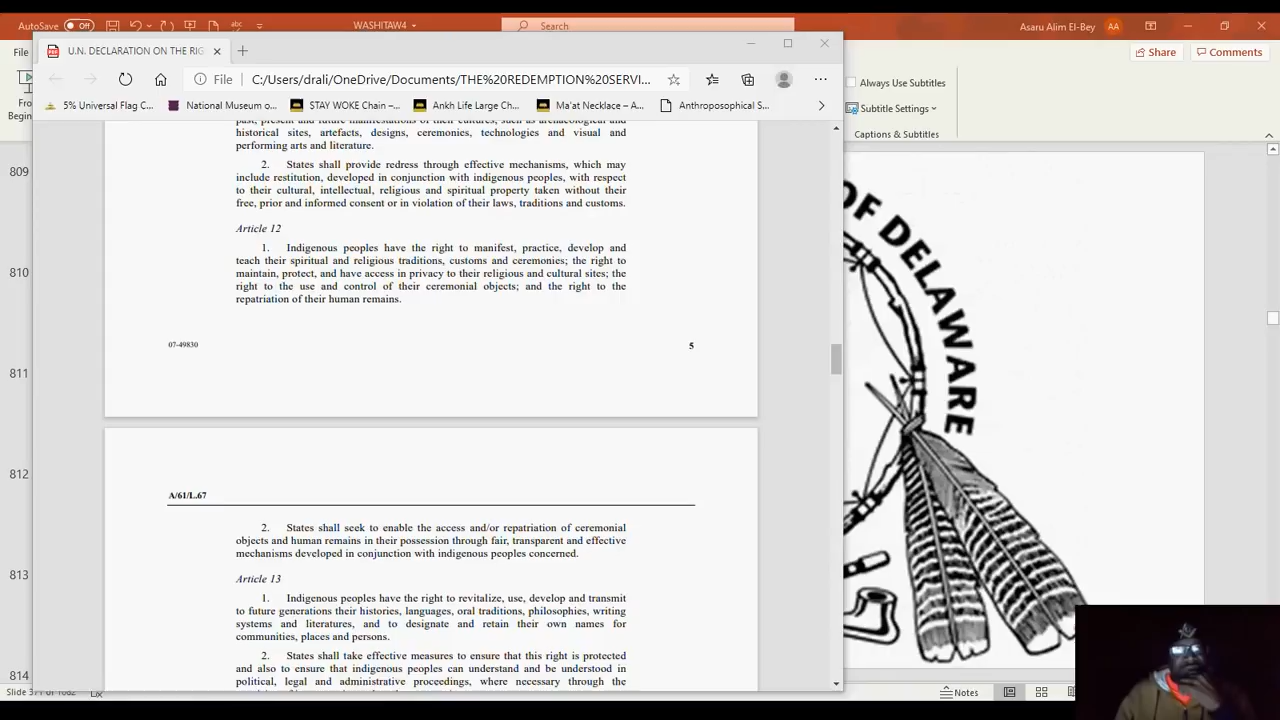 AutoSave Off
WASHITAW4
Search
Asaru Alim El-Bey AA
File
Share
Comments
Always Use Subtitles
Subtitle Settings
Captions & Subtitles
Fro
Begin
U.N. DECLARATION ON THE RIG
File C:/Users/drali/OneDrive/Documents/THE%20REDEMPTION%20SERVI...
5% Universal Flag C...
National Museum o...
STAY WOKE Chain –...
Ankh Life Large Ch...
Ma'at Necklace – A...
Anthroposophical S...
past, present and future manifestations of their cultures, such as archaeological and
historical sites, artefacts, designs, ceremonies, technologies and visual and
performing arts and literature.
2. States shall provide redress through effective mechanisms, which may
include restitution, developed in conjunction with indigenous peoples, with respect
to their cultural, intellectual, religious and spiritual property taken without their
free, prior and informed consent or in violation of their laws, traditions and customs.
Article 12
1. Indigenous peoples have the right to manifest, practice, develop and
teach their spiritual and religious traditions, customs and ceremonies; the right to
maintain, protect, and have access in privacy to their religious and cultural sites; the
right to the use and control of their ceremonial objects; and the right to the
repatriation of their human remains.
07-49830
5
A/61/L.67
2. States shall seek to enable the access and/or repatriation of ceremonial
objects and human remains in their possession through fair, transparent and effective
mechanisms developed in conjunction with indigenous peoples concerned.
Article 13
1. Indigenous peoples have the right to revitalize, use, develop and transmit
to future generations their histories, languages, oral traditions, philosophies, writing
systems and literatures, and to designate and retain their own names for
communities, places and persons.
2. States shall take effective measures to ensure that this right is protected
and also to ensure that indigenous peoples can understand and be understood in
political, legal and administrative proceedings, where necessary through the
809
810
811
812
813
814
OF DELAWARE
Notes